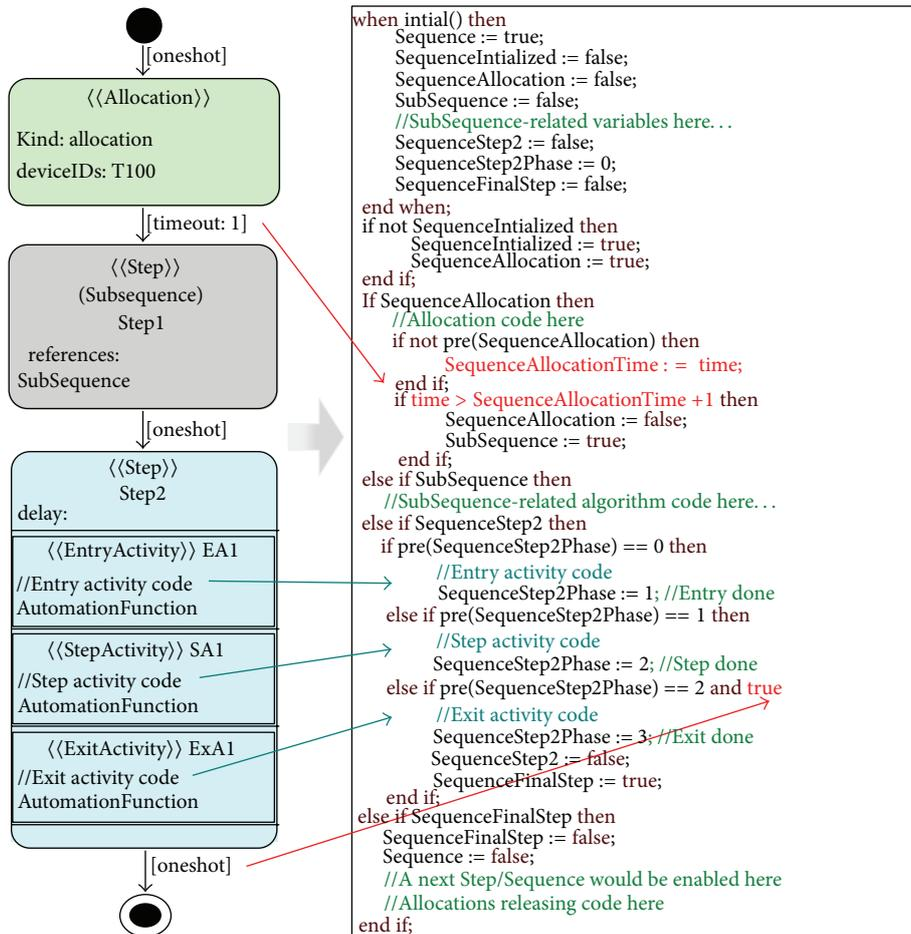 [oneshot]
⟨⟨Allocation⟩⟩
Kind: allocation
deviceIDs: T100
[timeout: 1]
⟨⟨Step⟩⟩
(Subsequence)
Step1
references:
SubSequence
[oneshot]
⟨⟨Step⟩⟩
Step2
delay:
⟨⟨EntryActivity⟩⟩ EA1
//Entry activity code
AutomationFunction
⟨⟨StepActivity⟩⟩ SA1
//Step activity code
AutomationFunction
⟨⟨ExitActivity⟩⟩ ExA1
//Exit activity code
AutomationFunction
[oneshot]
when intial() then
Sequence := true;
SequenceIntialized := false;
SequenceAllocation := false;
SubSequence := false;
//SubSequence-related variables here. . .
SequenceStep2 := false;
SequenceStep2Phase := 0;
SequenceFinalStep := false;
end when;
if not SequenceIntialized then
SequenceIntialized := true;
SequenceAllocation := true;
end if;
If SequenceAllocation then
//Allocation code here
if not pre(SequenceAllocation) then
SequenceAllocationTime : = time;
end if;
if time > SequenceAllocationTime +1 then
SequenceAllocation := false;
SubSequence := true;
end if;
else if SubSequence then
//SubSequence-related algorithm code here. . .
else if SequenceStep2 then
if pre(SequenceStep2Phase) == 0 then
//Entry activity code
SequenceStep2Phase := 1; //Entry done
else if pre(SequenceStep2Phase) == 1 then
//Step activity code
SequenceStep2Phase := 2; //Step done
else if pre(SequenceStep2Phase) == 2 and true
//Exit activity code
SequenceStep2Phase := 3; //Exit done
SequenceStep2 := false;
SequenceFinalStep := true;
end if;
else if SequenceFinalStep then
SequenceFinalStep := false;
Sequence := false;
//A next Step/Sequence would be enabled here
//Allocations releasing code here
end if;